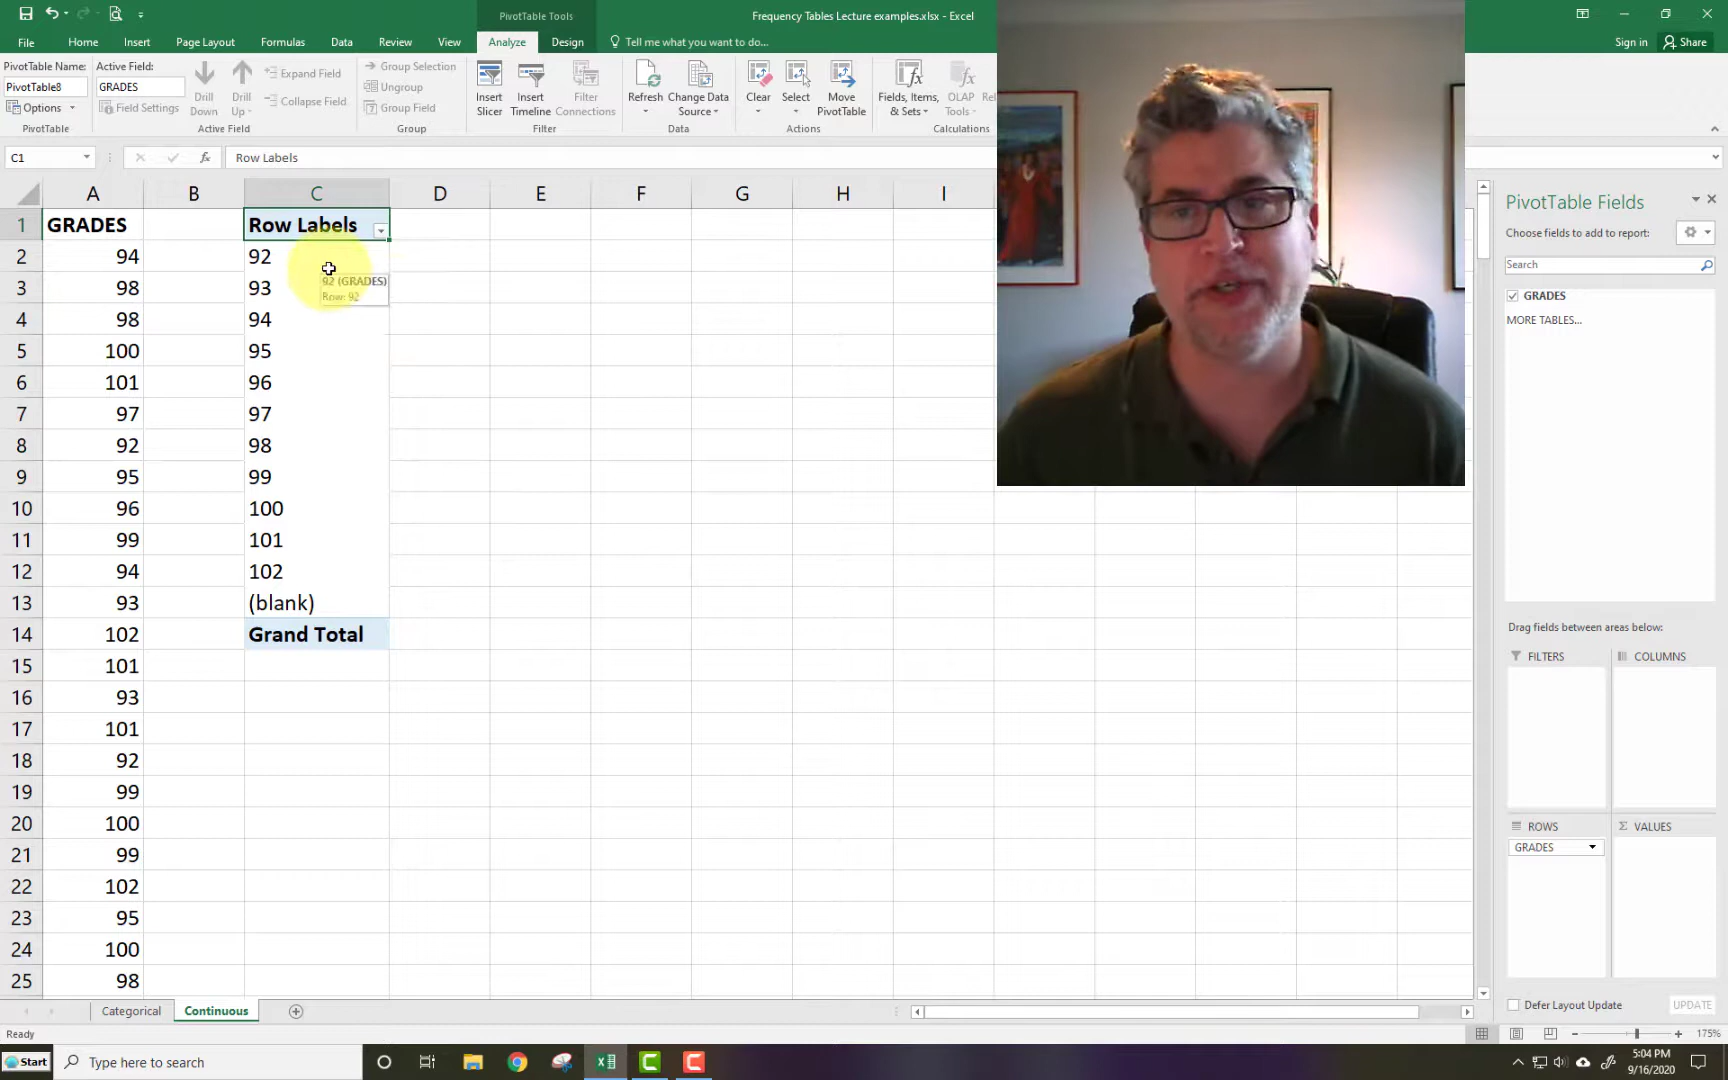 PivotTable Tools
Frequency Tables Lecture examples.xlsx - Excel
File Home Insert Page Layout Formulas Data Review View Analyze Design Tell me what you want to do... Sign in Share
PivotTable Name:
PivotTable8
Options
PivotTable
Active Field:
GRADES
Field Settings
Drill Down
Drill Up
Expand Field
Collapse Field
Active Field
Group Selection
Ungroup
Group Field
Group
Insert Slicer
Insert Timeline
Filter Connections
Filter
Refresh
Change Data Source
Data
Clear
Select
Move PivotTable
Actions
Fields, Items, & Sets
OLAP Tools
Calculations
C1 fx Row Labels
A B C D E F G H I
1 GRADES Row Labels
2 94 92
3 98 93
4 98 94
5 100 95
6 101 96
7 97 97
8 92 98
9 95 99
10 96 100
11 99 101
12 94 102
13 93 (blank)
14 102 Grand Total
15 101
16 93
17 101
18 92
19 99
20 100
21 99
22 102
23 95
24 100
25 98
92 (GRADES)
Row: 92
PivotTable Fields
Choose fields to add to report:
Search
GRADES
MORE TABLES...
Drag fields between areas below:
FILTERS COLUMNS
ROWS Σ VALUES
GRADES
Defer Layout Update UPDATE
Categorical Continuous
Ready 175%
Start Type here to search
5:04 PM
9/16/2020